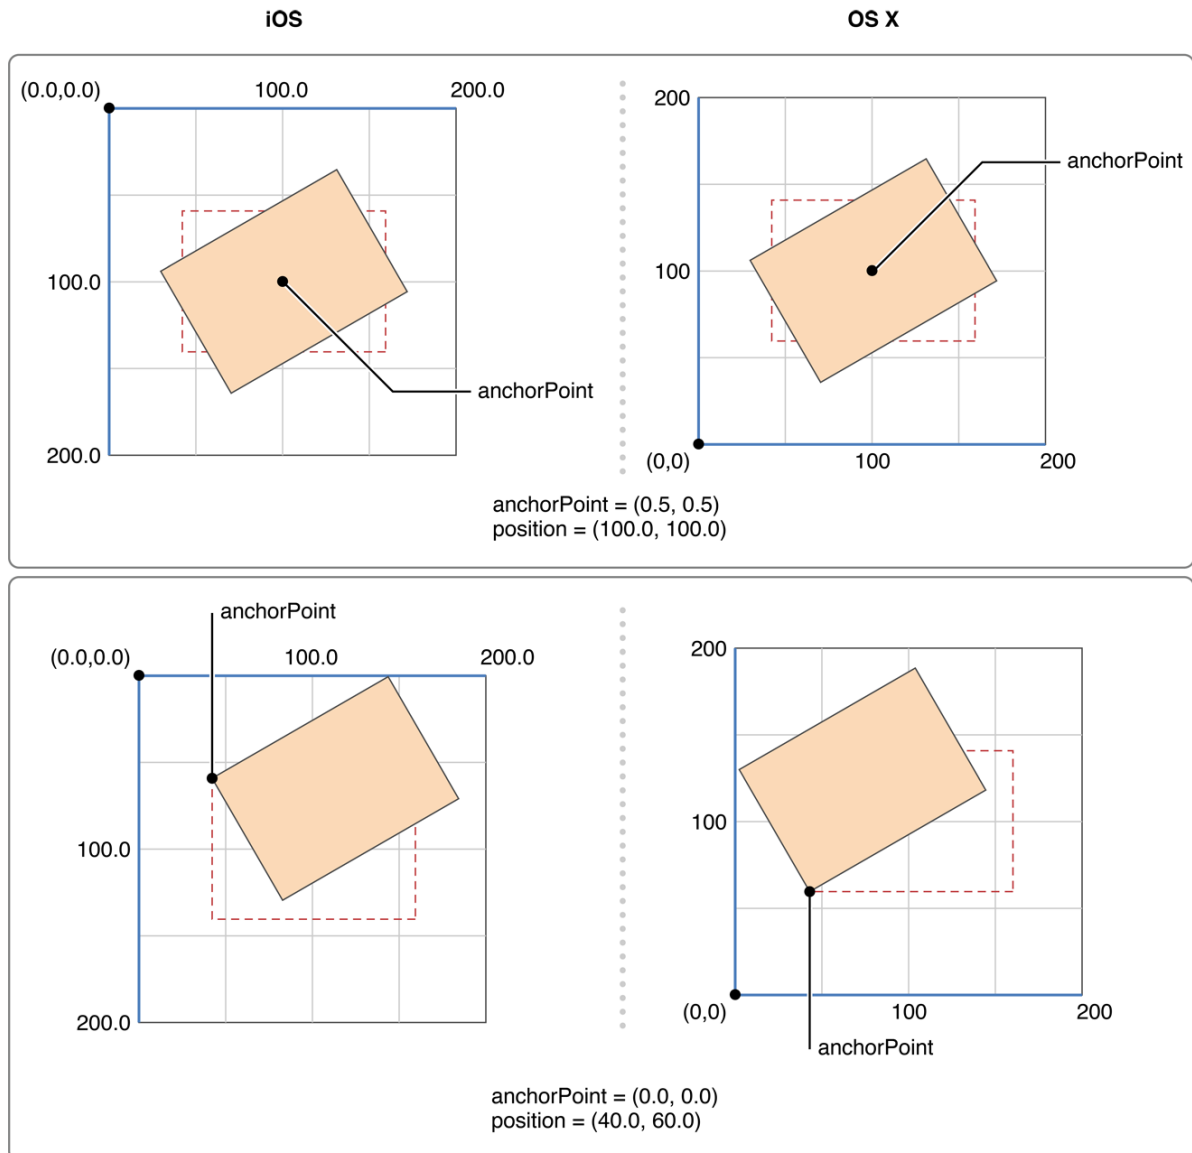 iOS
OS X
(0.0,0.0)
100.0
200.0
100.0
200.0
anchorPoint
200
100
(0,0)
100
200
anchorPoint
anchorPoint = (0.5, 0.5)
position = (100.0, 100.0)
anchorPoint
(0.0,0.0)
100.0
200.0
100.0
200.0
200
100
(0,0)
100
200
anchorPoint
anchorPoint = (0.0, 0.0)
position = (40.0, 60.0)